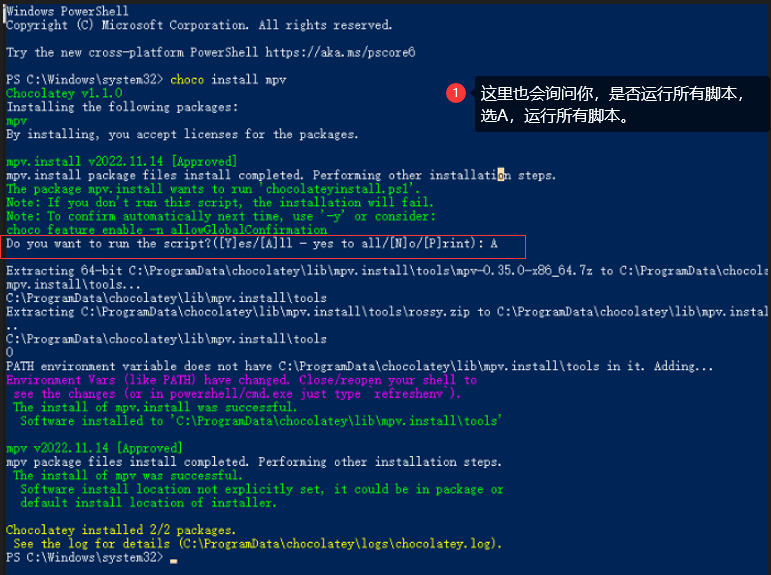 Windows PowerShell
Copyright (C) Microsoft Corporation. All rights reserved.
Try the new cross-platform PowerShell https://aka.ms/pscore6
PS C:\Windows\system32> choco install mpv
Chocolatey v1.1.0
Installing the following packages:
mpv
By installing, you accept licenses for the packages.
1
这里也会询问你，是否运行所有脚本，
选A，运行所有脚本。
mpv.install v2022.11.14 [Approved]
mpv.install package files install completed. Performing other installation steps.
The package mpv.install wants to run 'chocolateyinstall.ps1'.
Note: If you don't run this script, the installation will fail.
Note: To confirm automatically next time, use '-y' or consider:
choco feature enable -n allowGlobalConfirmation
Do you want to run the script?([Y]es/[A]ll - yes to all/[N]o/[P]rint): A
Extracting 64-bit C:\ProgramData\chocolatey\lib\mpv.install\tools\mpv-0.35.0-x86_64.7z to C:\ProgramData\chocola
mpv.install\tools...
C:\ProgramData\chocolatey\lib\mpv.install\tools
Extracting C:\ProgramData\chocolatey\lib\mpv.install\tools\rossy.zip to C:\ProgramData\chocolatey\lib\mpv.instal
..
C:\ProgramData\chocolatey\lib\mpv.install\tools
0
PATH environment variable does not have C:\ProgramData\chocolatey\lib\mpv.install\tools in it. Adding...
Environment Vars (like PATH) have changed. Close/reopen your shell to
see the changes (or in powershell/cmd.exe just type `refreshenv`).
The install of mpv.install was successful.
Software installed to 'C:\ProgramData\chocolatey\lib\mpv.install\tools'
mpv v2022.11.14 [Approved]
mpv package files install completed. Performing other installation steps.
The install of mpv was successful.
Software install location not explicitly set, it could be in package or
default install location of installer.
Chocolatey installed 2/2 packages.
See the log for details (C:\ProgramData\chocolatey\logs\chocolatey.log).
PS C:\Windows\system32>